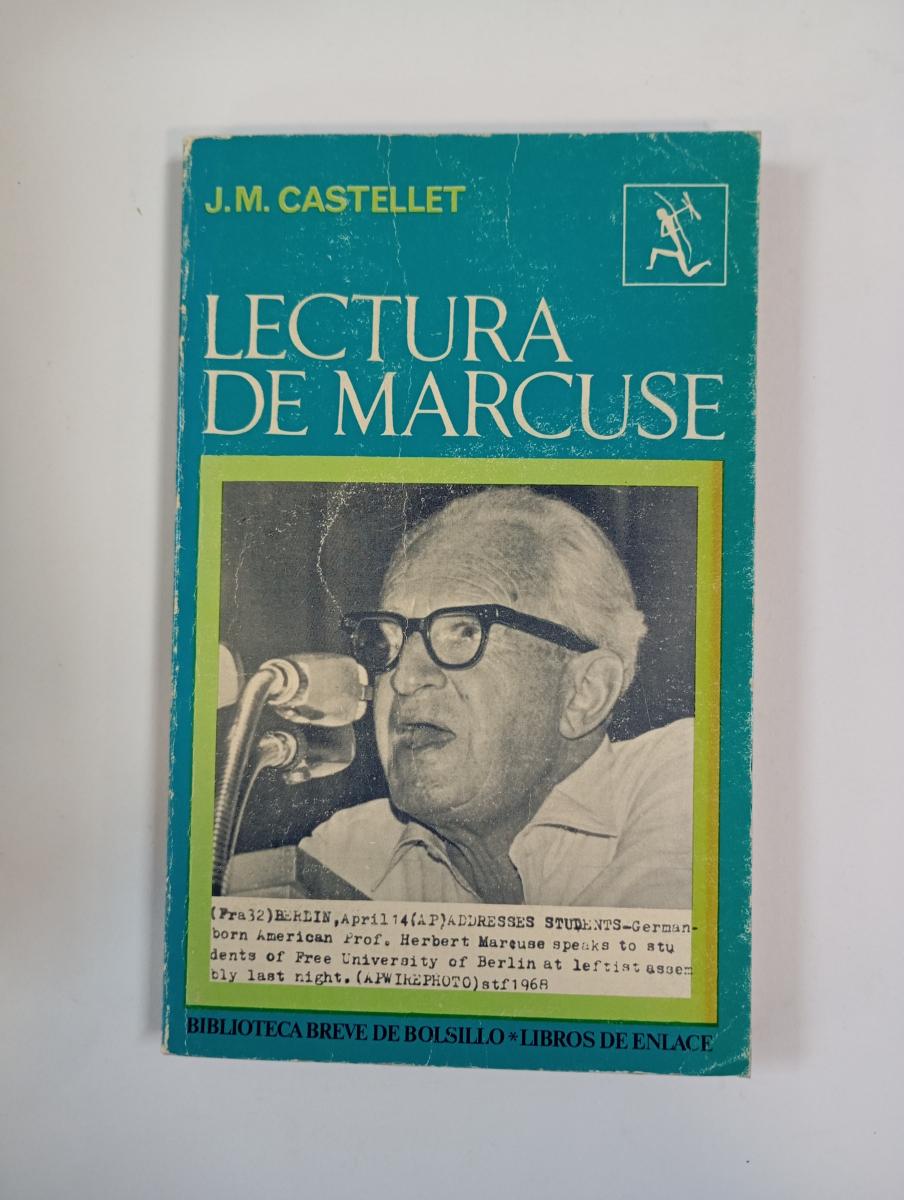 J.M. CASTELLET
LECTURA
DE MARCUSE
(Fra32)BERLIN,April 14(AP)ADDRESSES STUDENTS-German-
born American Prof. Herbert Marcuse speaks to stu
dents of Free University of Berlin at leftist assem
bly last night.(APWIREPHOTO)stf1968
BIBLIOTECA BREVE DE BOLSILLO*LIBROS DE ENLACE